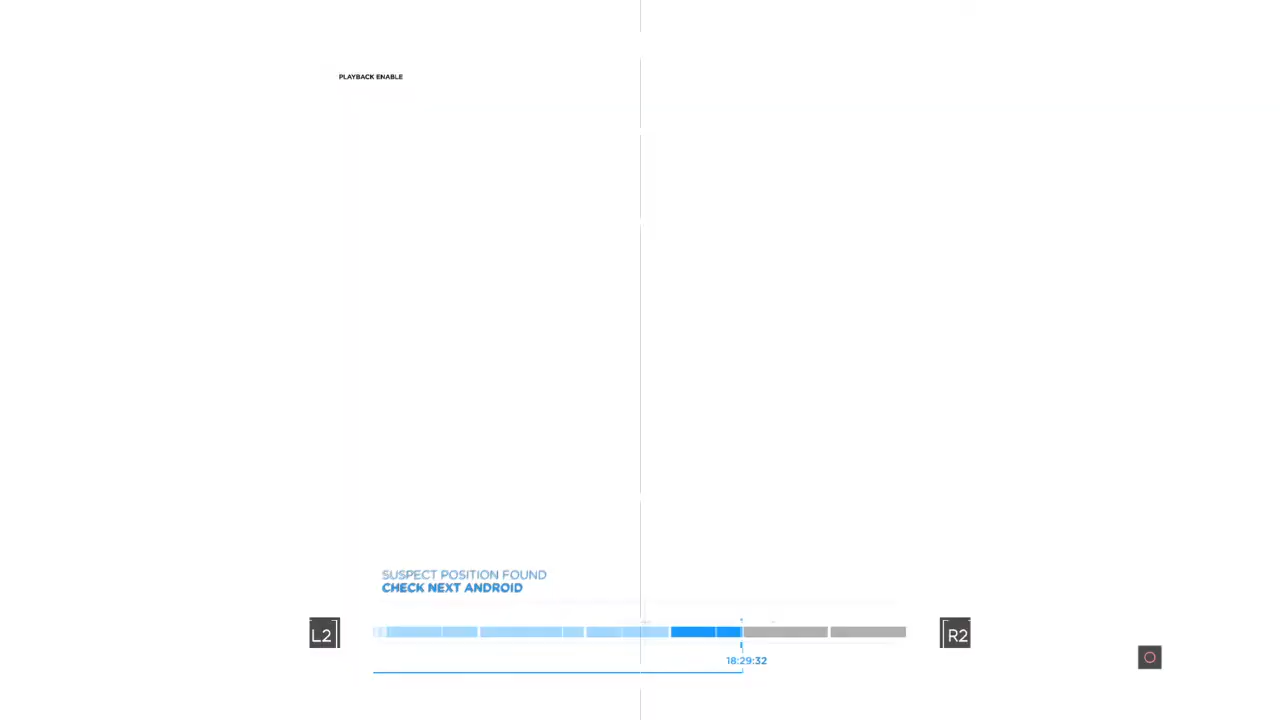 PLAYBACK ENABLE
SUSPECT POSITION FOUND
CHECK NEXT ANDROID
L2
R2
18:29:32